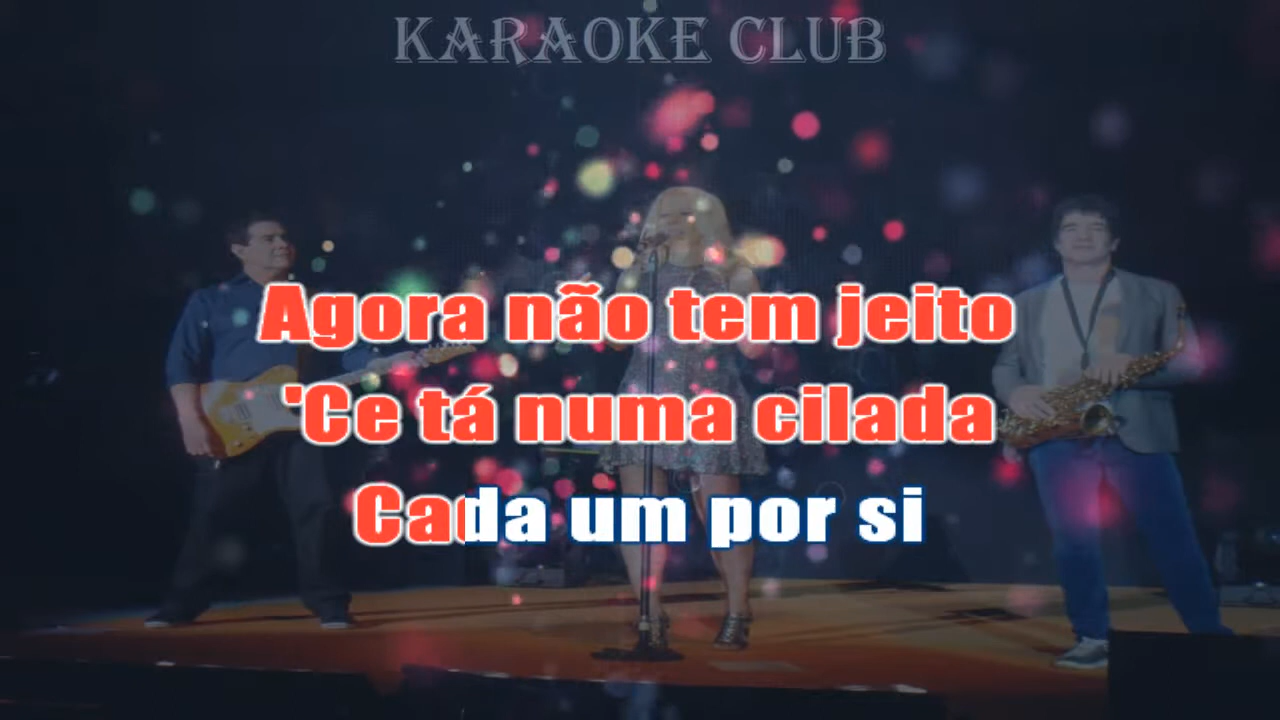 KARAOKE CLUB
Agora não tem jeito
'Ce tá numa cilada
Cada um por si